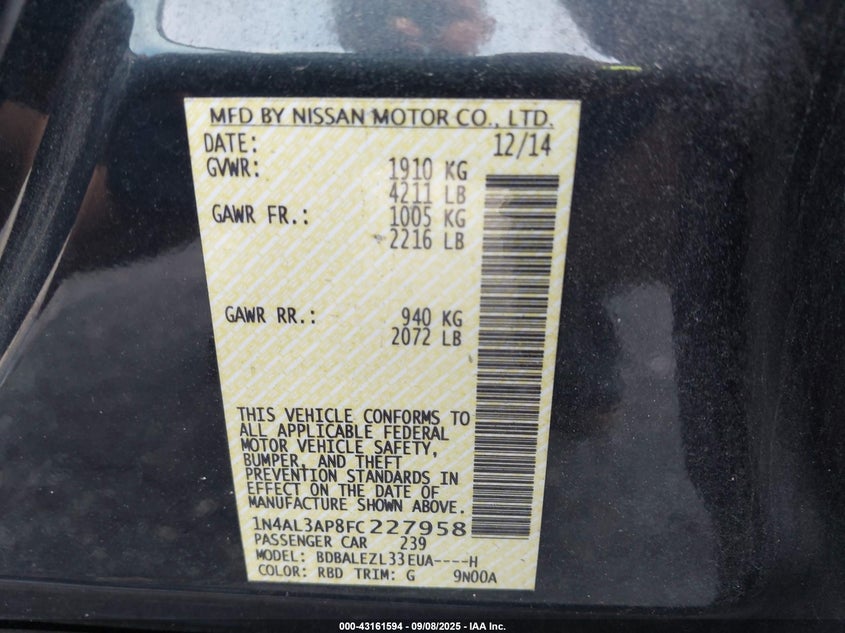 MFD BY NISSAN MOTOR CO., LTD.
DATE: 12/14
GVWR: 1910 KG
4211 LB
GAWR FR.: 1005 KG
2216 LB
GAWR RR.: 940 KG
2072 LB
THIS VEHICLE CONFORMS TO
ALL APPLICABLE FEDERAL
MOTOR VEHICLE SAFETY,
BUMPER, AND THEFT
PREVENTION STANDARDS IN
EFFECT ON THE DATE OF
MANUFACTURE SHOWN ABOVE.
1N4AL3AP8FC227958
PASSENGER CAR 239
MODEL: BDBALEZL33EUA----H
COLOR: RBD TRIM: G 9N00A
000-43161594 - 09/08/2025 - IAA Inc.